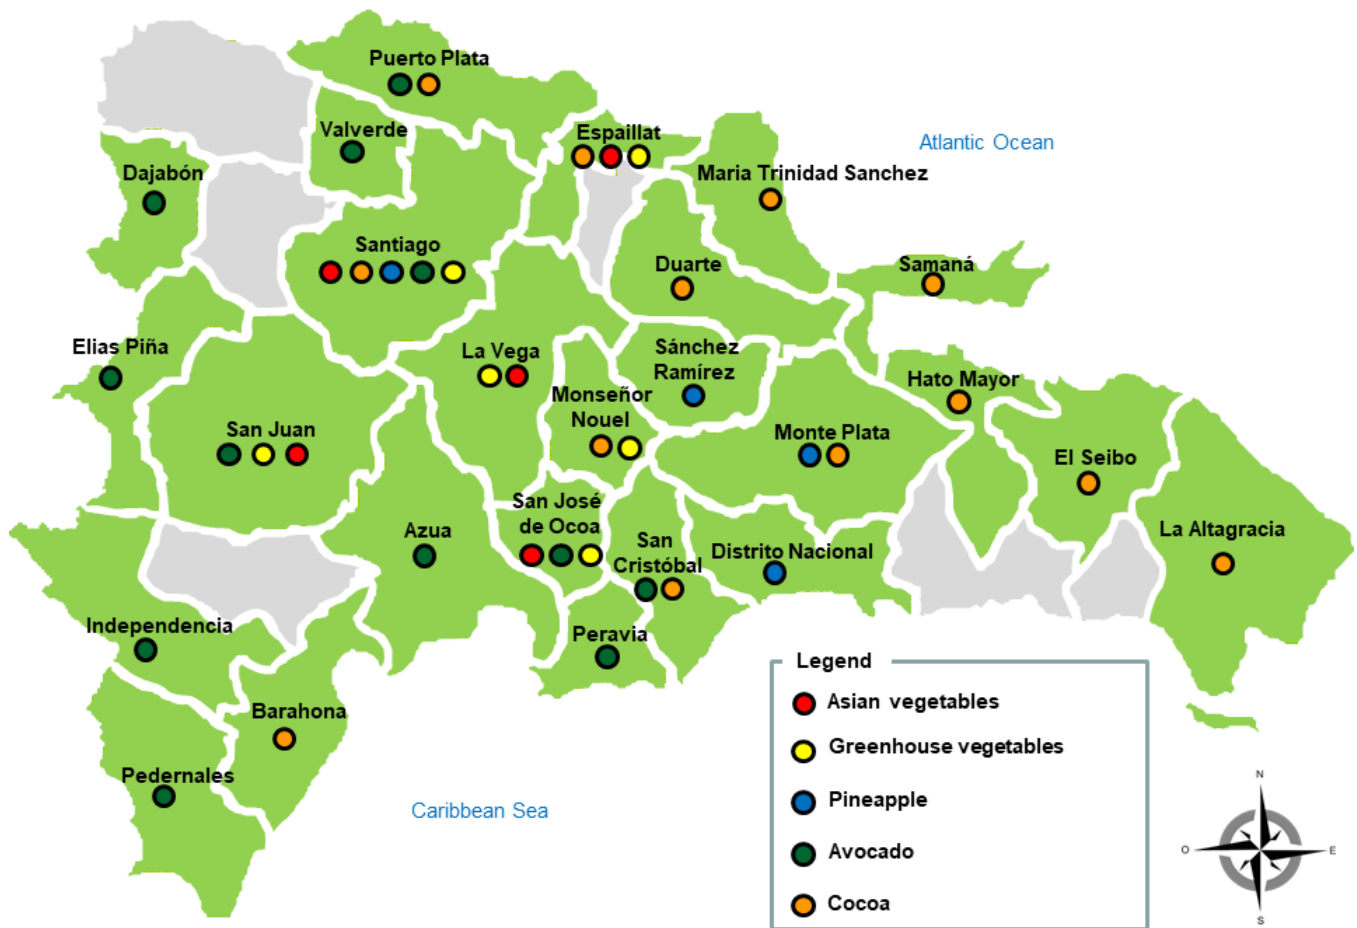 Puerto Plata
Valverde
Espaillat
Atlantic Ocean
Dajabón
Maria Trinidad Sanchez
Santiago
Duarte
Samaná
Elias Piña
La Vega
Sánchez
Ramírez
Hato Mayor
Monseñor
Nouel
San Juan
Monte Plata
El Seibo
San José
de Ocoa
Azua
San
Cristóbal
Distrito Nacional
La Altagracia
Independencia
Peravia
Barahona
Pedernales
Caribbean Sea
Legend
Asian vegetables
Greenhouse vegetables
Pineapple
Avocado
Cocoa
N
O
E
S